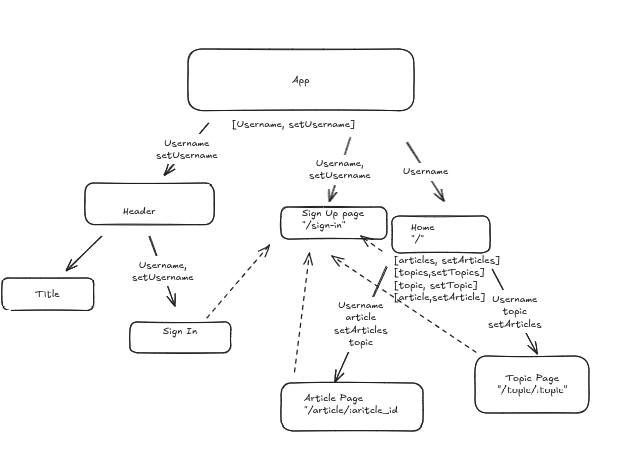 App
[Username, setUsername]
Username
setUsername
Username,
setUsername
Username
Header
Sign Up page
"/sign-in"
Home
"/"
[articles, setArticles]
[topics,setTopics]
[topic, setTopic]
[article,setArticle]
Title
Username,
setUsername
Sign In
Username
article
setArticles
topic
Username
topic
setArticles
Article Page
"/article/:aritcle_id
Topic Page
"/topic/:topic"